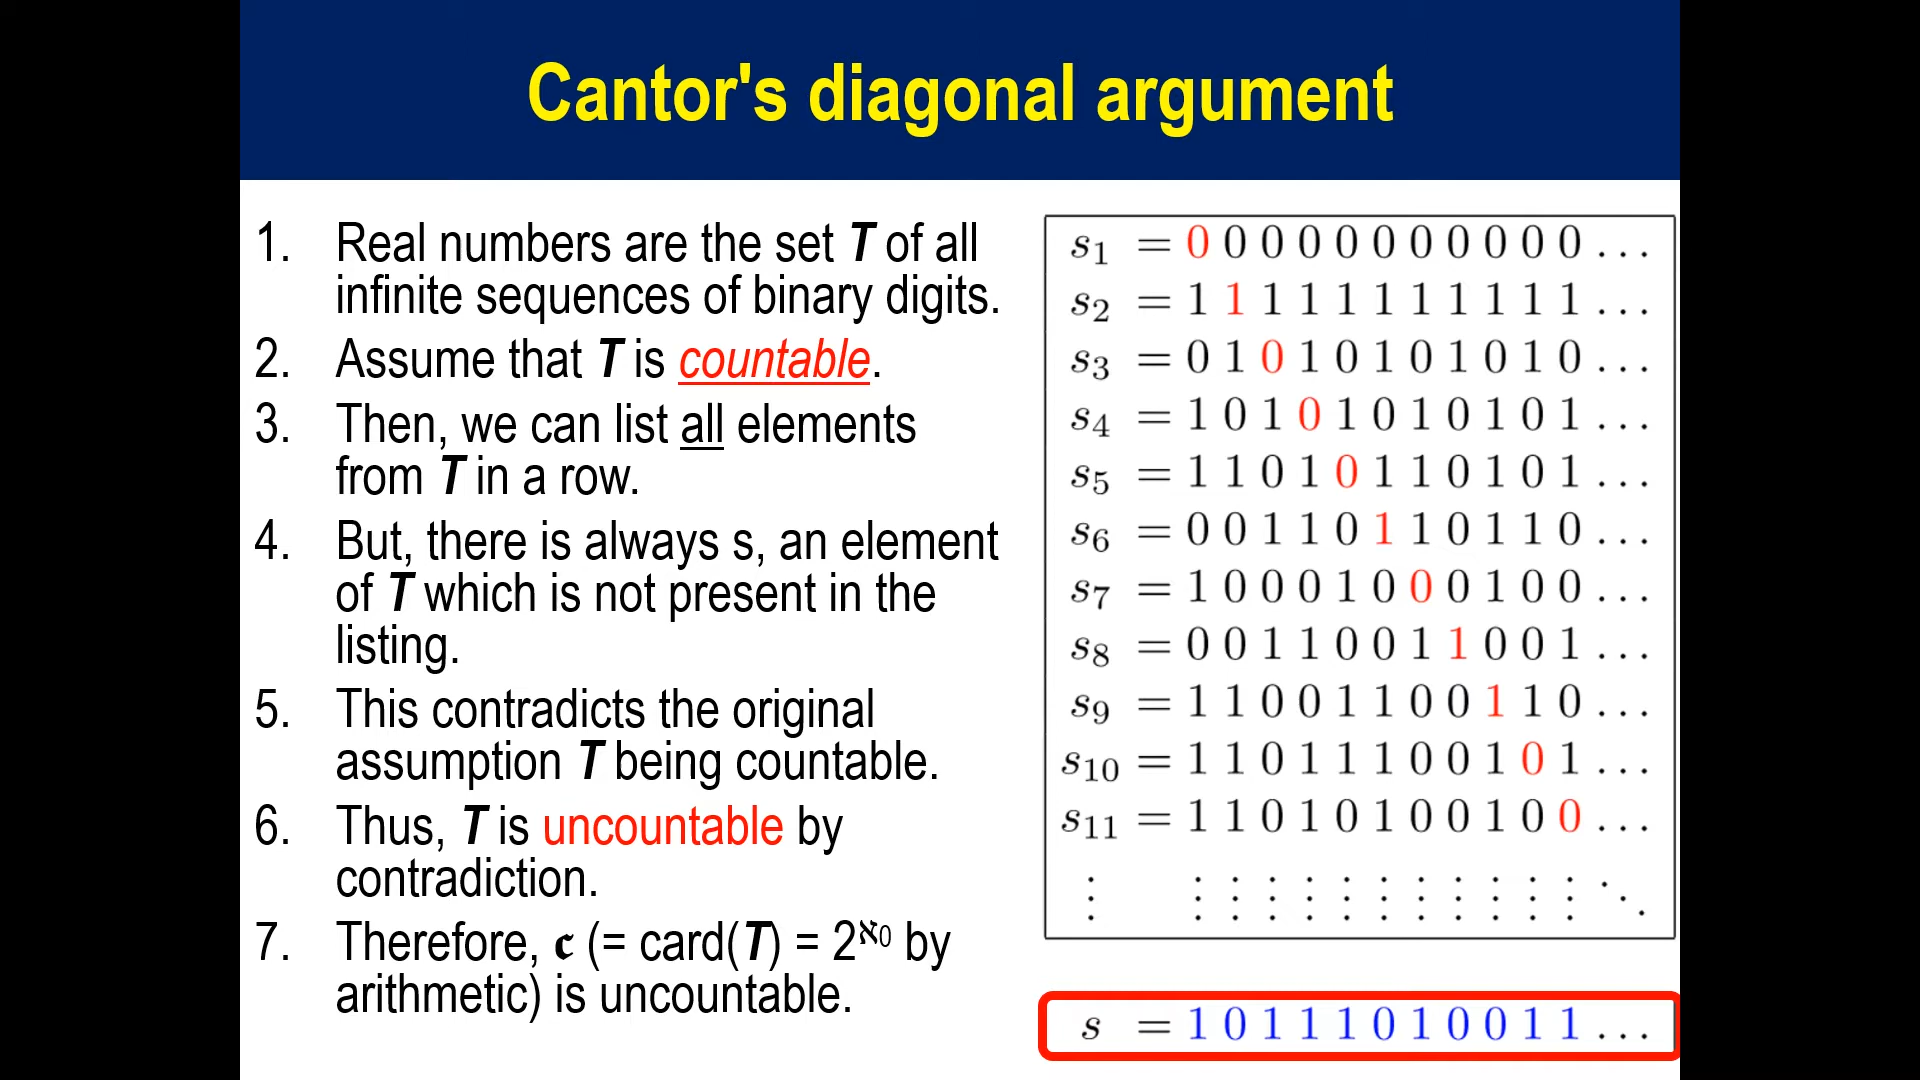 Cantor's diagonal argument
1. Real numbers are the set T of all
infinite sequences of binary digits.
2. Assume that T is countable.
3. Then, we can list all elements
from T in a row.
4. But, there is always s, an element
of T which is not present in the
listing.
5. This contradicts the original
assumption T being countable.
6. Thus, T is uncountable by
contradiction.
7. Therefore, 𝖈 (= card(T) = 2^ℵ0 by
arithmetic) is uncountable.
s1 = 0 0 0 0 0 0 0 0 0 0 0 ...
s2 = 1 1 1 1 1 1 1 1 1 1 1 ...
s3 = 0 1 0 1 0 1 0 1 0 1 0 ...
s4 = 1 0 1 0 1 0 1 0 1 0 1 ...
s5 = 1 1 0 1 0 1 1 0 1 0 1 ...
s6 = 0 0 1 1 0 1 1 0 1 1 0 ...
s7 = 1 0 0 0 1 0 0 0 1 0 0 ...
s8 = 0 0 1 1 0 0 1 1 0 0 1 ...
s9 = 1 1 0 0 1 1 0 0 1 1 0 ...
s10 = 1 1 0 1 1 1 0 0 1 0 1 ...
s11 = 1 1 0 1 0 1 0 0 1 0 0 ...
⋮ ⋮ ⋮ ⋮ ⋮ ⋮ ⋮ ⋮ ⋮ ⋮ ⋮ ⋮ ⋱
s = 1 0 1 1 1 0 1 0 0 1 1 ...